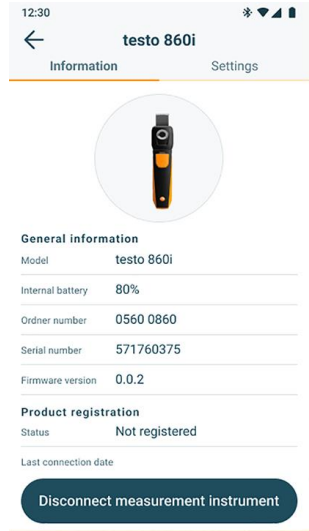 12:30
testo 860i
Information Settings
General information
Model testo 860i
Internal battery 80%
Ordner number 0560 0860
Serial number 571760375
Firmware version 0.0.2
Product registration
Status Not registered
Last connection date
Disconnect measurement instrument